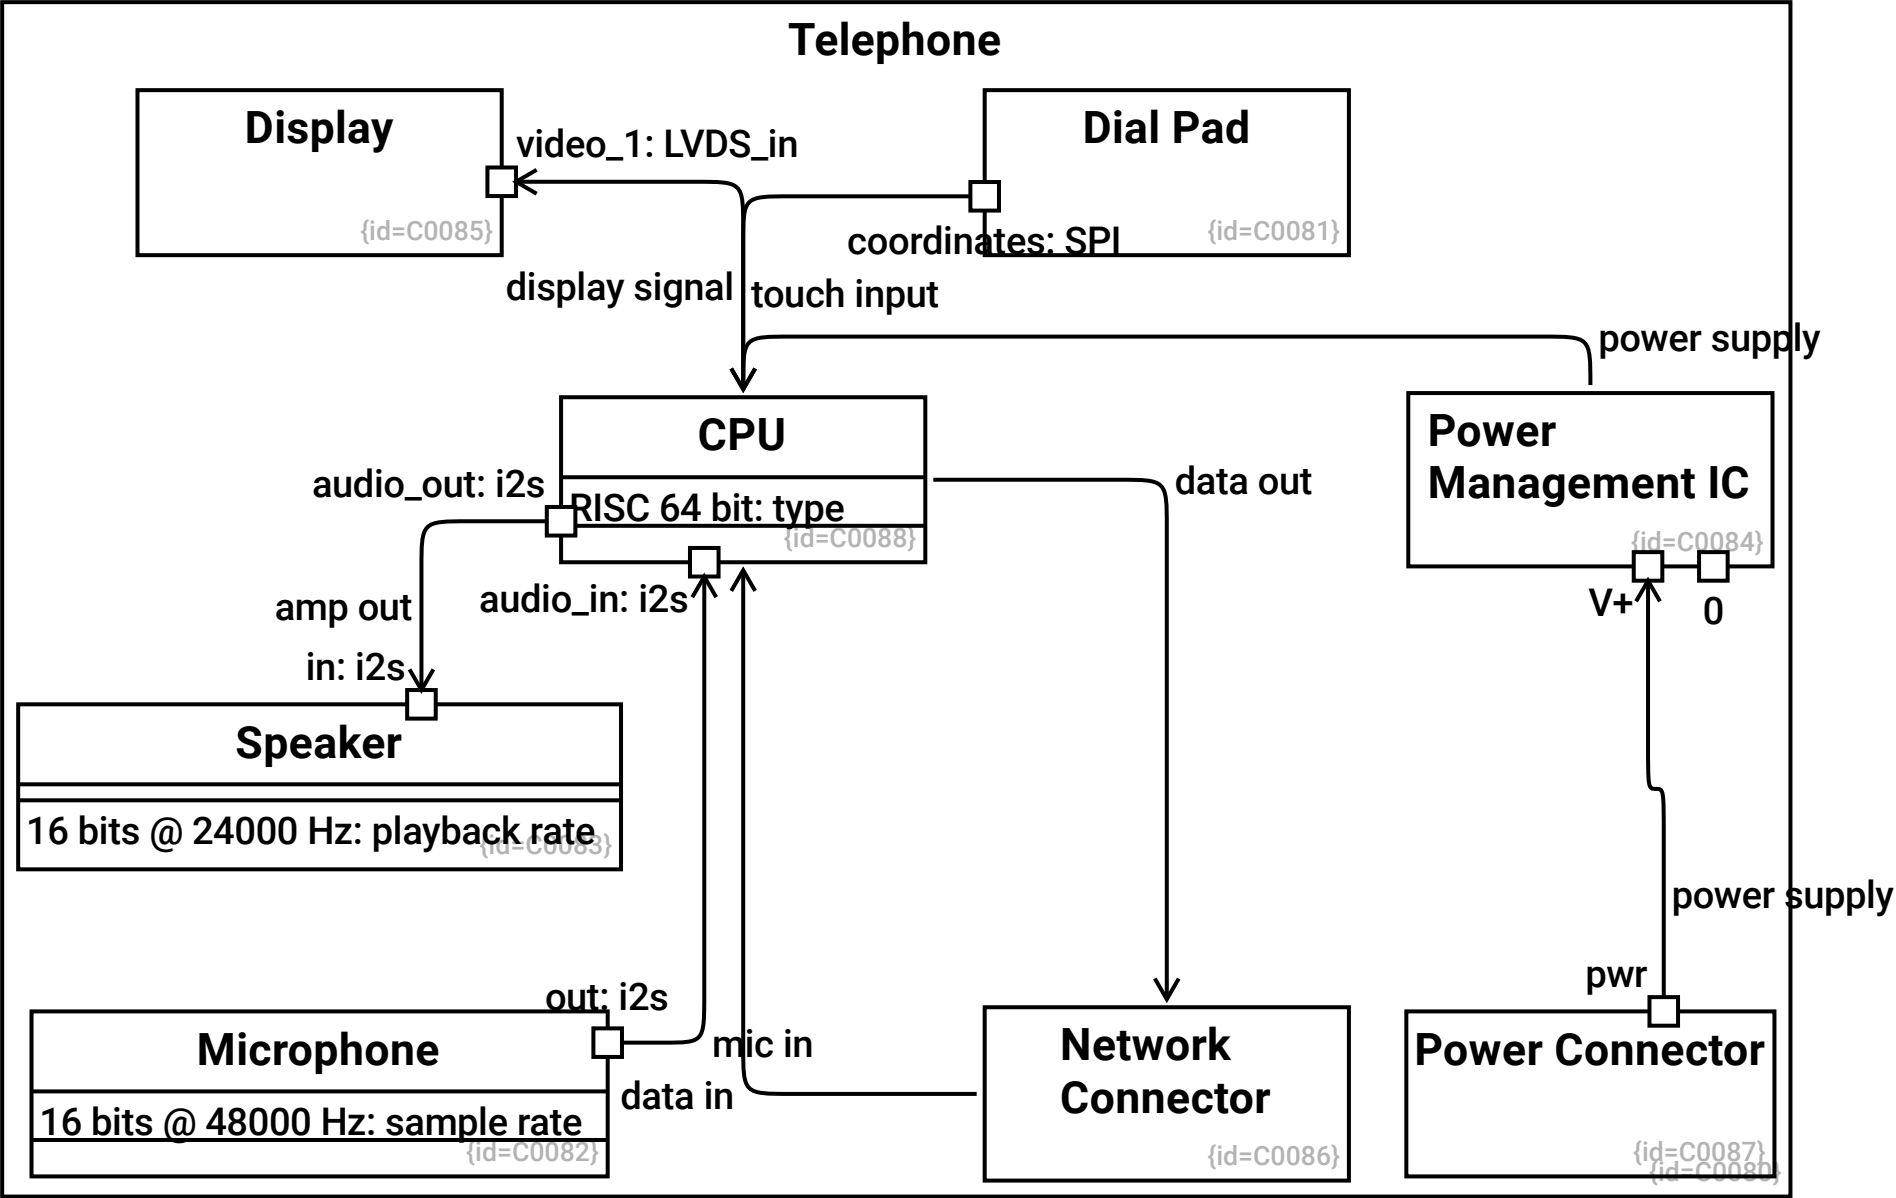 Telephone
Display
video_1: LVDS_in
{id=C0085}
Dial Pad
{id=C0081}
coordinates: SPI
display signal
touch input
power supply
CPU
RISC 64 bit: type
{id=C0088}
audio_out: i2s
audio_in: i2s
data out
Power
Management IC
{id=C0084}
V+
0
amp out
in: i2s
Speaker
16 bits @ 24000 Hz: playback rate
{id=C0083}
power supply
pwr
out: i2s
Microphone
16 bits @ 48000 Hz: sample rate
{id=C0082}
mic in
data in
Network
Connector
{id=C0086}
Power Connector
{id=C0087}
{id=C0080}